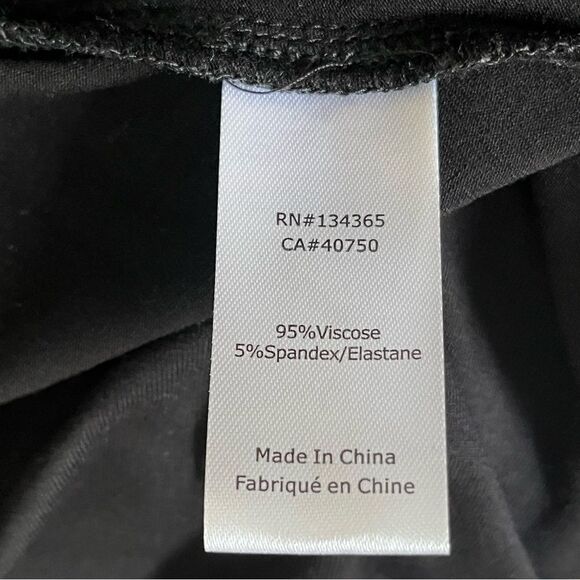 RN#134365
CA#40750
95%Viscose
5%Spandex/Elastane
Made In China
Fabriqué en Chine